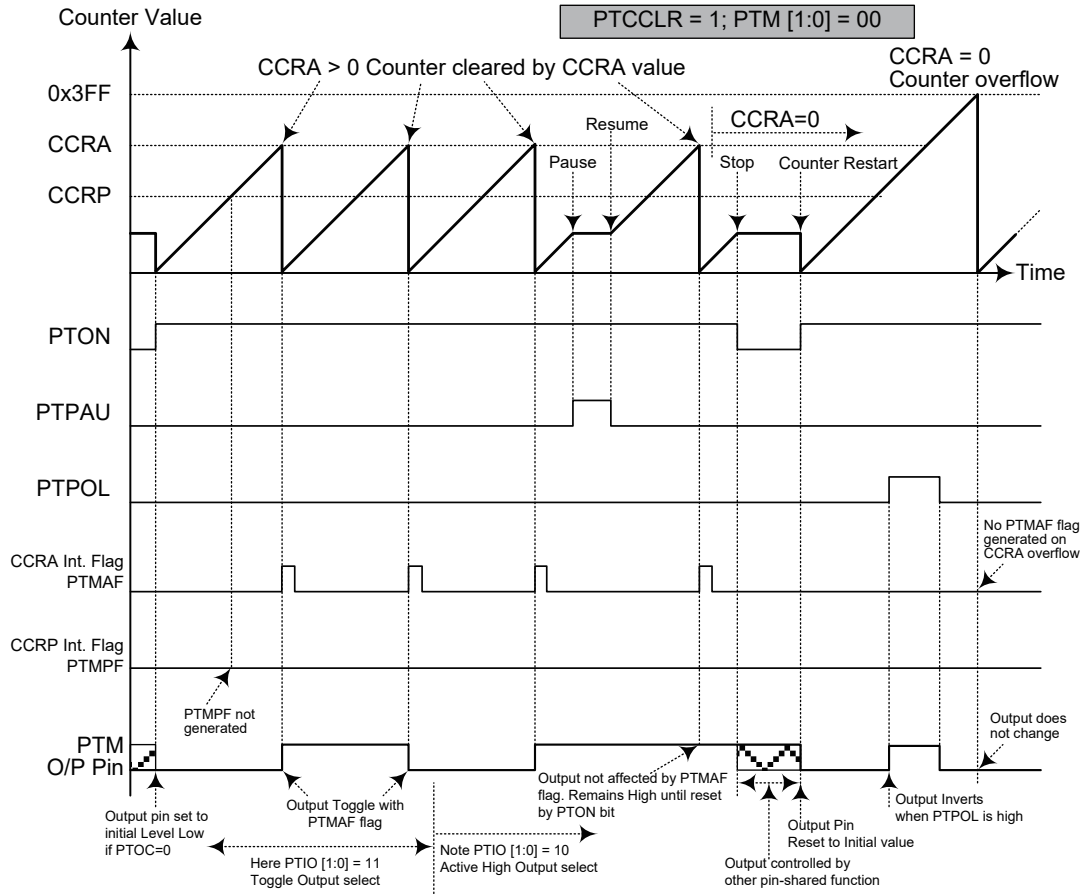 Counter Value
PTCCLR = 1; PTM [1:0] = 00
CCRA > 0 Counter cleared by CCRA value
CCRA = 0
Counter overflow
0x3FF
CCRA
CCRP
Resume
CCRA=0
Pause
Stop
Counter Restart
Time
PTON
PTPAU
PTPOL
No PTMAF flag
generated on
CCRA overflow
CCRA Int. Flag
PTMAF
CCRP Int. Flag
PTMPF
PTMPF not
generated
Output does
not change
PTM
O/P Pin
Output pin set to
initial Level Low
if PTOC=0
Output Toggle with
PTMAF flag
Output not affected by PTMAF
flag. Remains High until reset
by PTON bit
Output Inverts
when PTPOL is high
Output Pin
Reset to Initial value
Here PTIO [1:0] = 11
Toggle Output select
Note PTIO [1:0] = 10
Active High Output select
Output controlled by
other pin-shared function